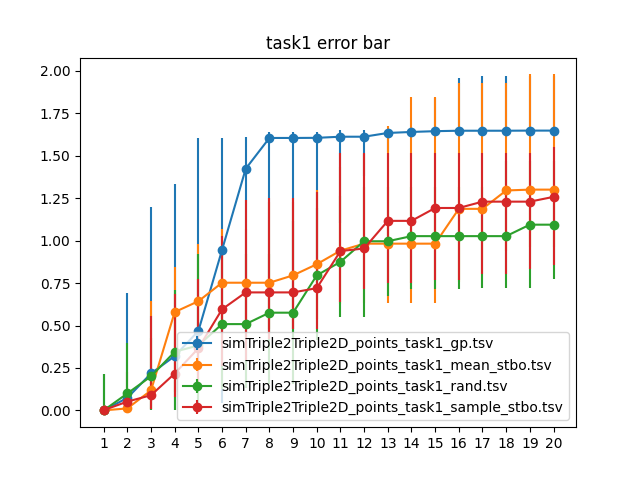 task1 error bar
2.00
1.75
1.50
1.25
1.00
0.75
0.50
0.25
0.00
simTriple2Triple2D_points_task1_gp.tsv
simTriple2Triple2D_points_task1_mean_stbo.tsv
simTriple2Triple2D_points_task1_rand.tsv
simTriple2Triple2D_points_task1_sample_stbo.tsv
1 2 3 4 5 6 7 8 9 10 11 12 13 14 15 16 17 18 19 20